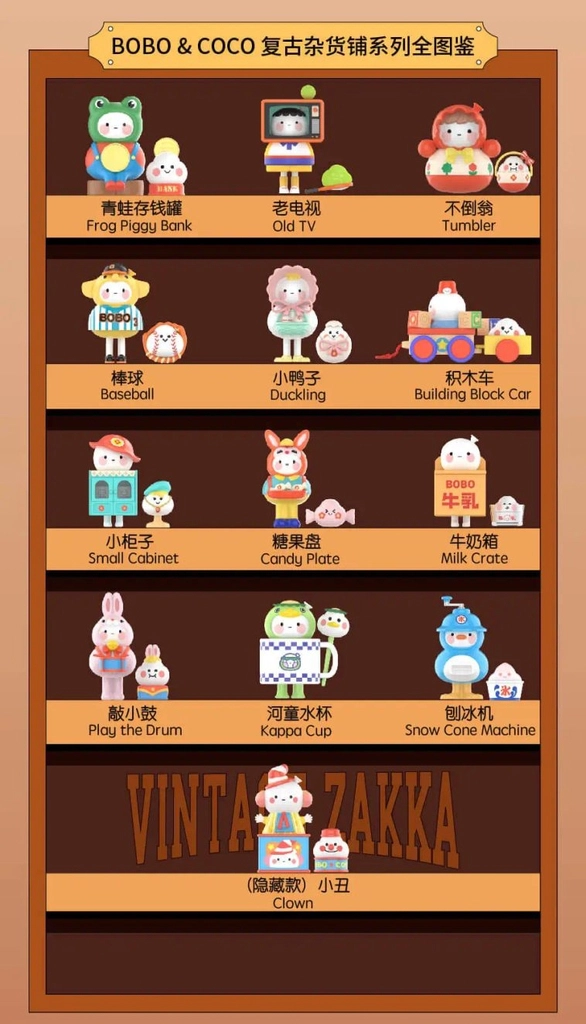 BOBO & COCO 复古杂货铺系列全图鉴
BANK
青蛙存钱罐
Frog Piggy Bank
老电视
Old TV
不倒翁
Tumbler
BOBO
棒球
Baseball
小鸭子
Duckling
积木车
Building Block Car
小柜子
Small Cabinet
糖果盘
Candy Plate
BOBO
牛乳
牛奶箱
Milk Crate
敲小鼓
Play the Drum
河童水杯
Kappa Cup
氷
刨冰机
Snow Cone Machine
VINTAGE ZAKKA
A
(隐藏款) 小丑
Clown